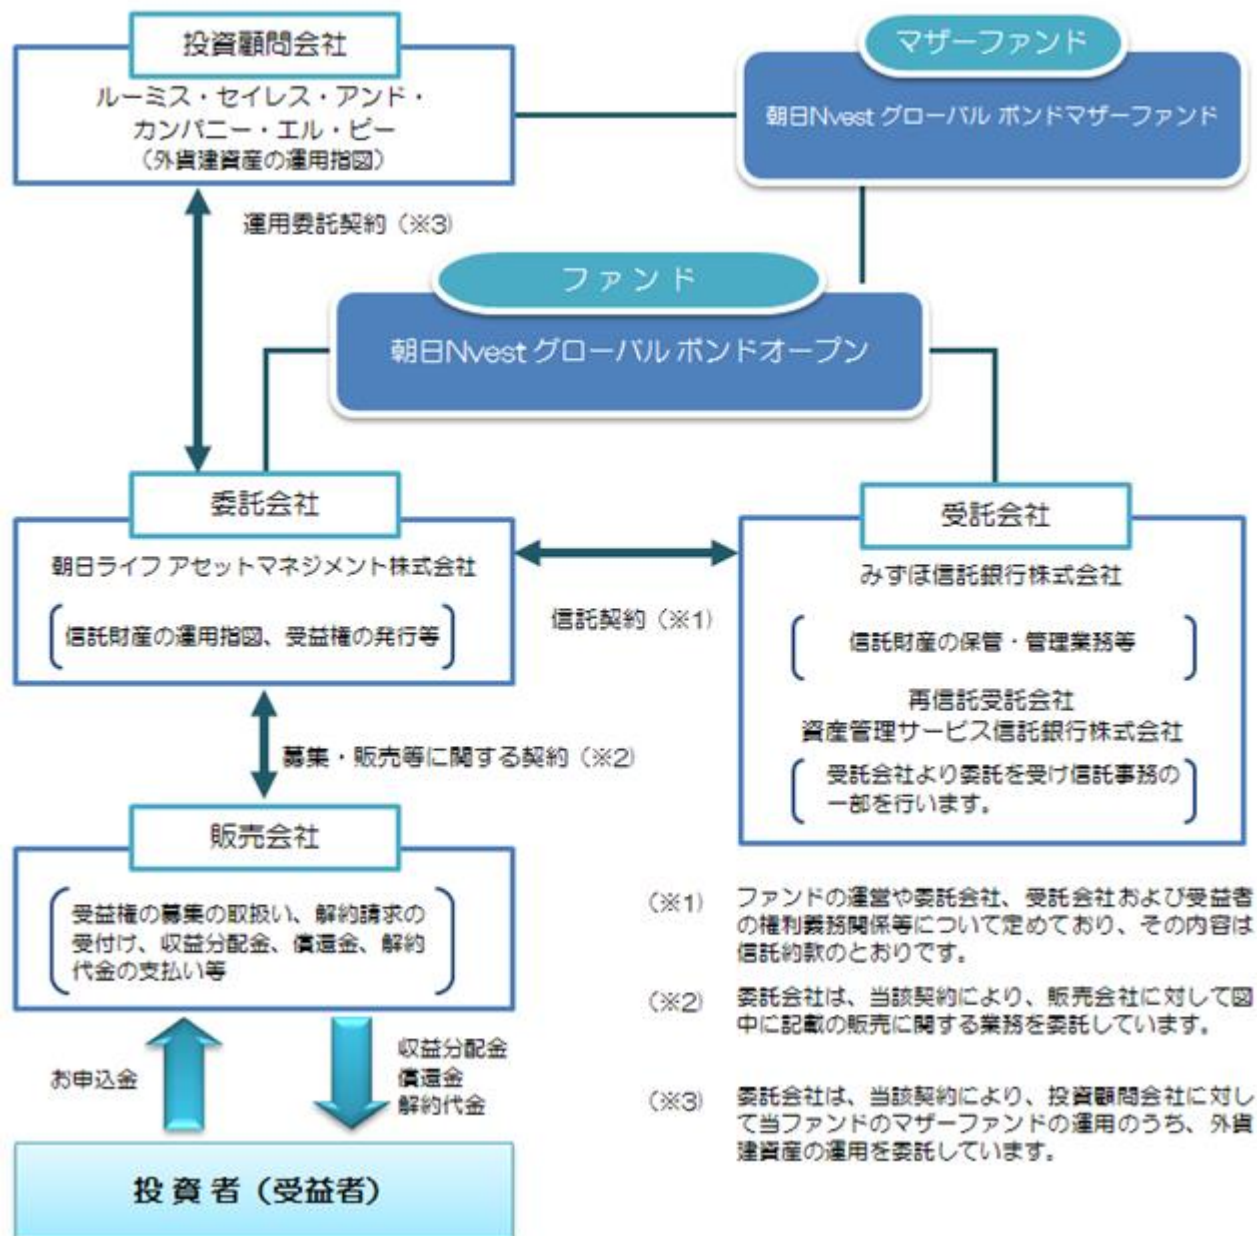 投資顧問会社
ルーミス・セイレス・アンド・
カンパニー・エル・ピー
（外貨建資産の運用指図）
マザーファンド
朝日Nvest グローバル ボンドマザーファンド
運用委託契約（※3）
ファンド
朝日Nvest グローバル ボンドオープン
委託会社
朝日ライフ アセットマネジメント株式会社
信託財産の運用指図、受益権の発行等
信託契約（※1）
受託会社
みずほ信託銀行株式会社
信託財産の保管・管理業務等
再信託受託会社
資産管理サービス信託銀行株式会社
受託会社より委託を受け信託事務の
一部を行います。
募集・販売等に関する契約（※2）
販売会社
受益権の募集の取扱い、解約請求の
受付け、収益分配金、償還金、解約
代金の支払い等
お申込金
収益分配金
償還金
解約代金
投資者（受益者）
（※1） ファンドの運営や委託会社、受託会社および受益者
の権利義務関係等について定めており、その内容は
信託約款のとおりです。
（※2） 委託会社は、当該契約により、販売会社に対して図
中に記載の販売に関する業務を委託しています。
（※3） 委託会社は、当該契約により、投資顧問会社に対し
て当ファンドのマザーファンドの運用のうち、外貨
建資産の運用を委託しています。